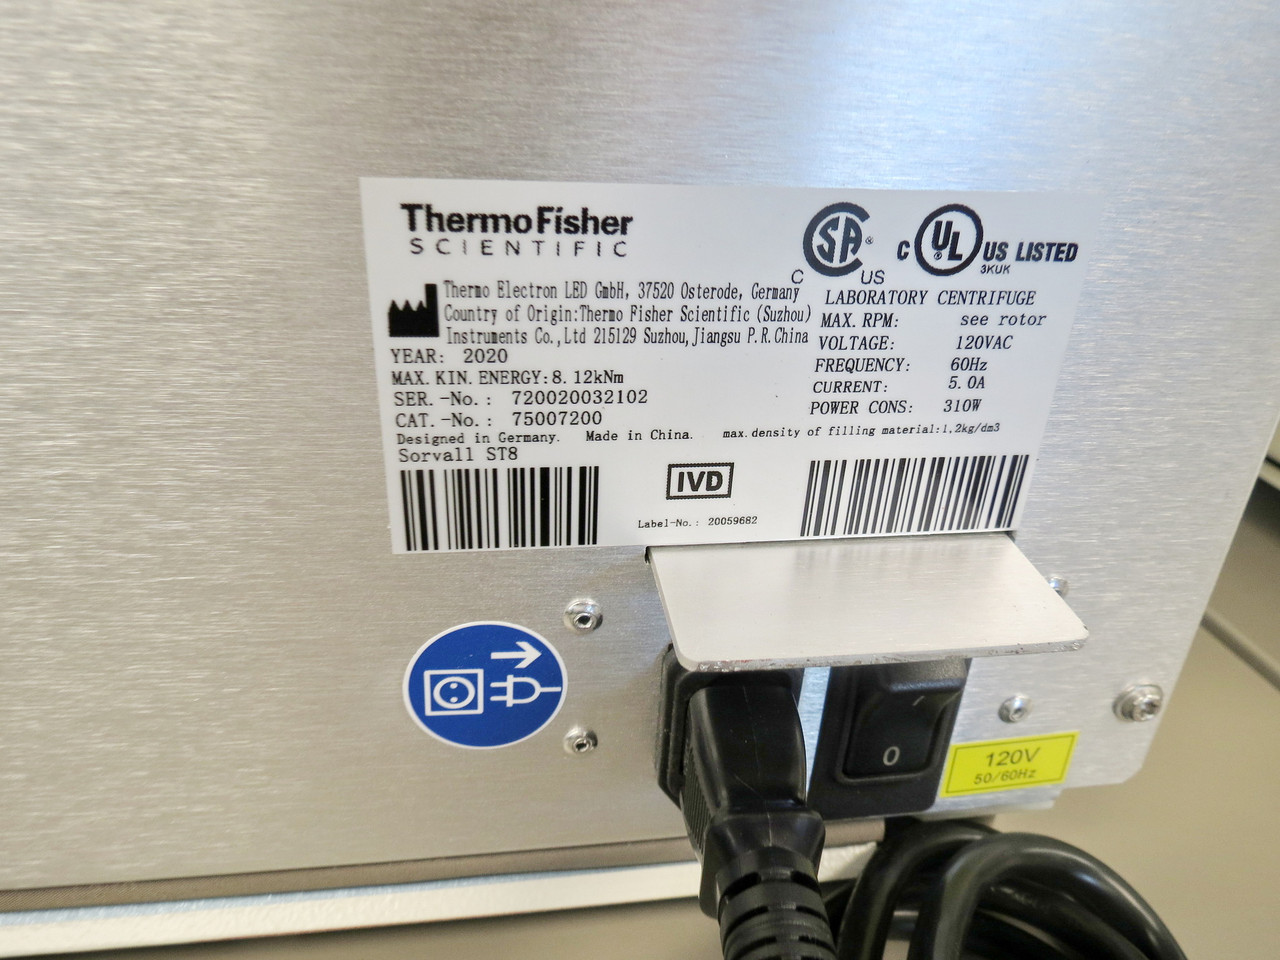 ThermoFisher
SCIENTIFIC
Thermo Electron LED GmbH, 37520 Osterode, Germany
Country of Origin:Thermo Fisher Scientific (Suzhou)
Instruments Co.,Ltd 215129 Suzhou,Jiangsu P.R.China
YEAR: 2020
MAX.KIN.ENERGY:8.12kNm
SER.-No.: 720020032102
CAT.-No.: 75007200
Designed in Germany. Made in China. max.density of filling material:1,2kg/dm3
Sorvall ST8
SA ®
C US
C UL ® US LISTED
3KUK
LABORATORY CENTRIFUGE
MAX. RPM: see rotor
VOLTAGE: 120VAC
FREQUENCY: 60Hz
CURRENT: 5.0A
POWER CONS: 310W
IVD
Label-No.: 20059682
0
120V
50/60Hz